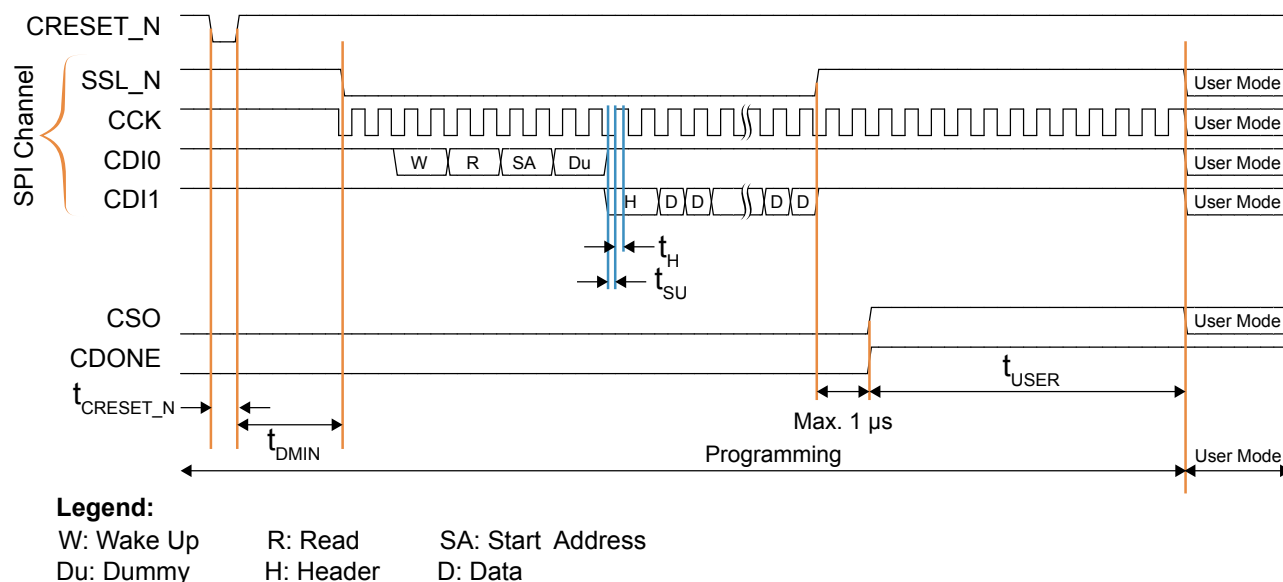 CRESET_N
SPI Channel
SSL_N
User Mode
CCK
User Mode
CDI0
W R SA Du
User Mode
CDI1
H D D D D
User Mode
tH
tSU
CSO
User Mode
CDONE
tCRESET_N
tUSER
Max. 1 µs
tDMIN
Programming
User Mode
Legend:
W: Wake Up R: Read SA: Start Address
Du: Dummy H: Header D: Data